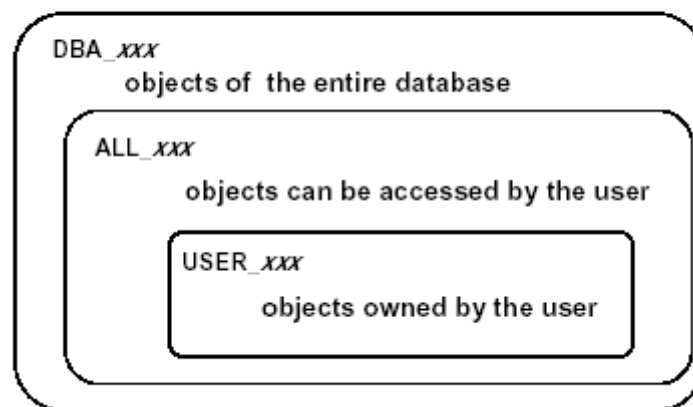 DBA_xxx
objects of the entire database
ALL_xxx
objects can be accessed by the user
USER_xxx
objects owned by the user